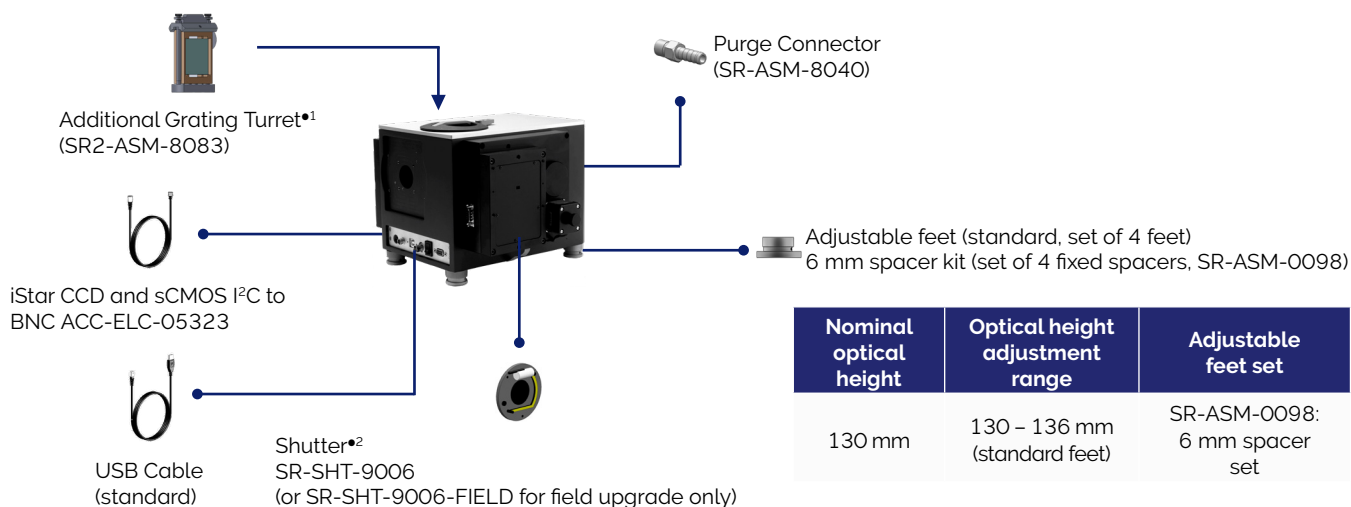 Purge Connector
(SR-ASM-8040)
Additional Grating Turret•¹
(SR2-ASM-8083)
Adjustable feet (standard, set of 4 feet)
6 mm spacer kit (set of 4 fixed spacers, SR-ASM-0098)
iStar CCD and sCMOS I²C to
BNC ACC-ELC-05323
Nominal
optical
height
Optical height
adjustment
range
Adjustable
feet set
130 mm
130 – 136 mm
(standard feet)
SR-ASM-0098:
6 mm spacer
set
USB Cable
(standard)
Shutter•²
SR-SHT-9006
(or SR-SHT-9006-FIELD for field upgrade only)